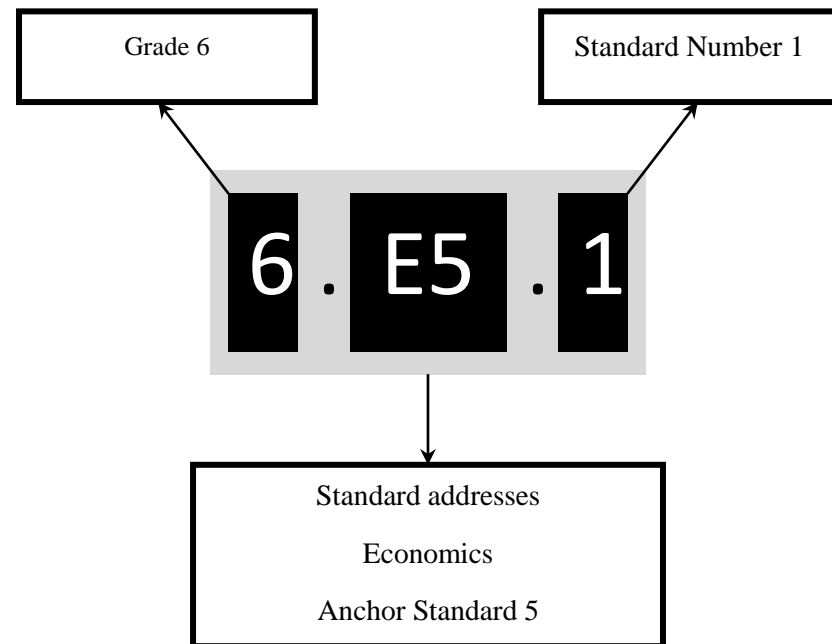 Grade 6
Standard Number 1
6 . E5 . 1
Standard addresses
Economics
Anchor Standard 5